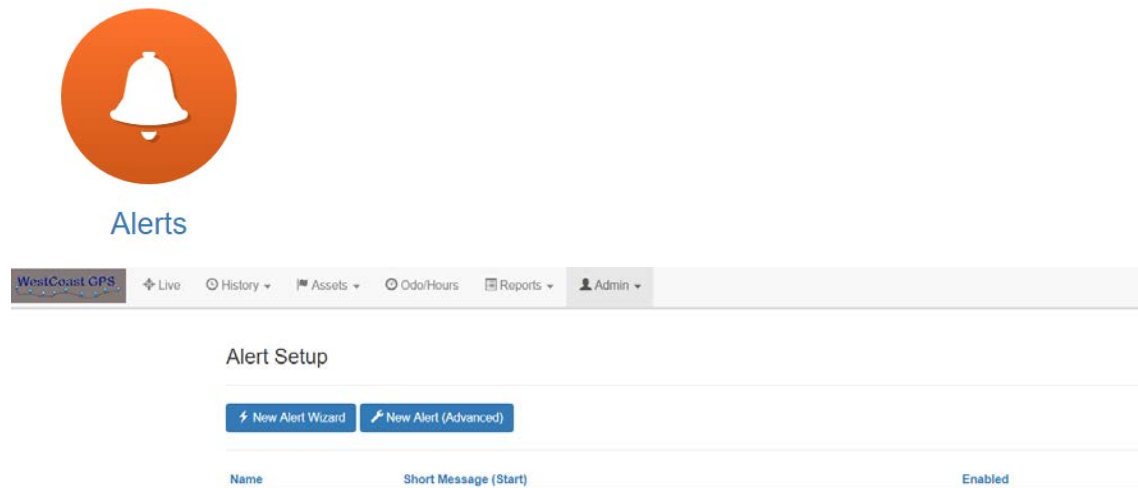 Alerts
WestCoast GPS Live History Assets Odo/Hours Reports Admin
Alert Setup
New Alert Wizard New Alert (Advanced)
Name Short Message (Start) Enabled